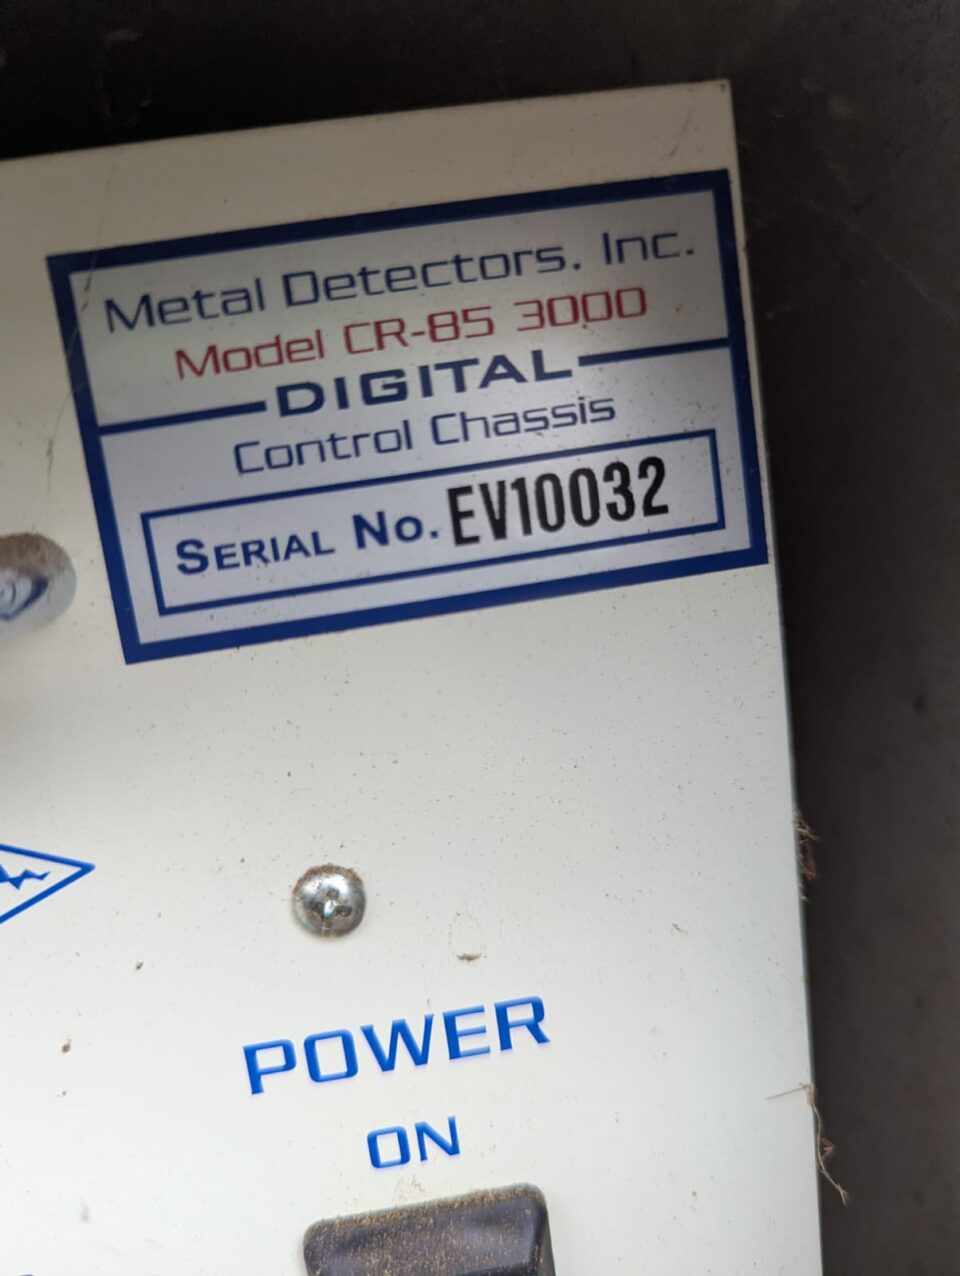 Metal Detectors, Inc.
Model CR-85 3000
DIGITAL
Control Chassis
SERIAL No. EV10032
POWER
ON